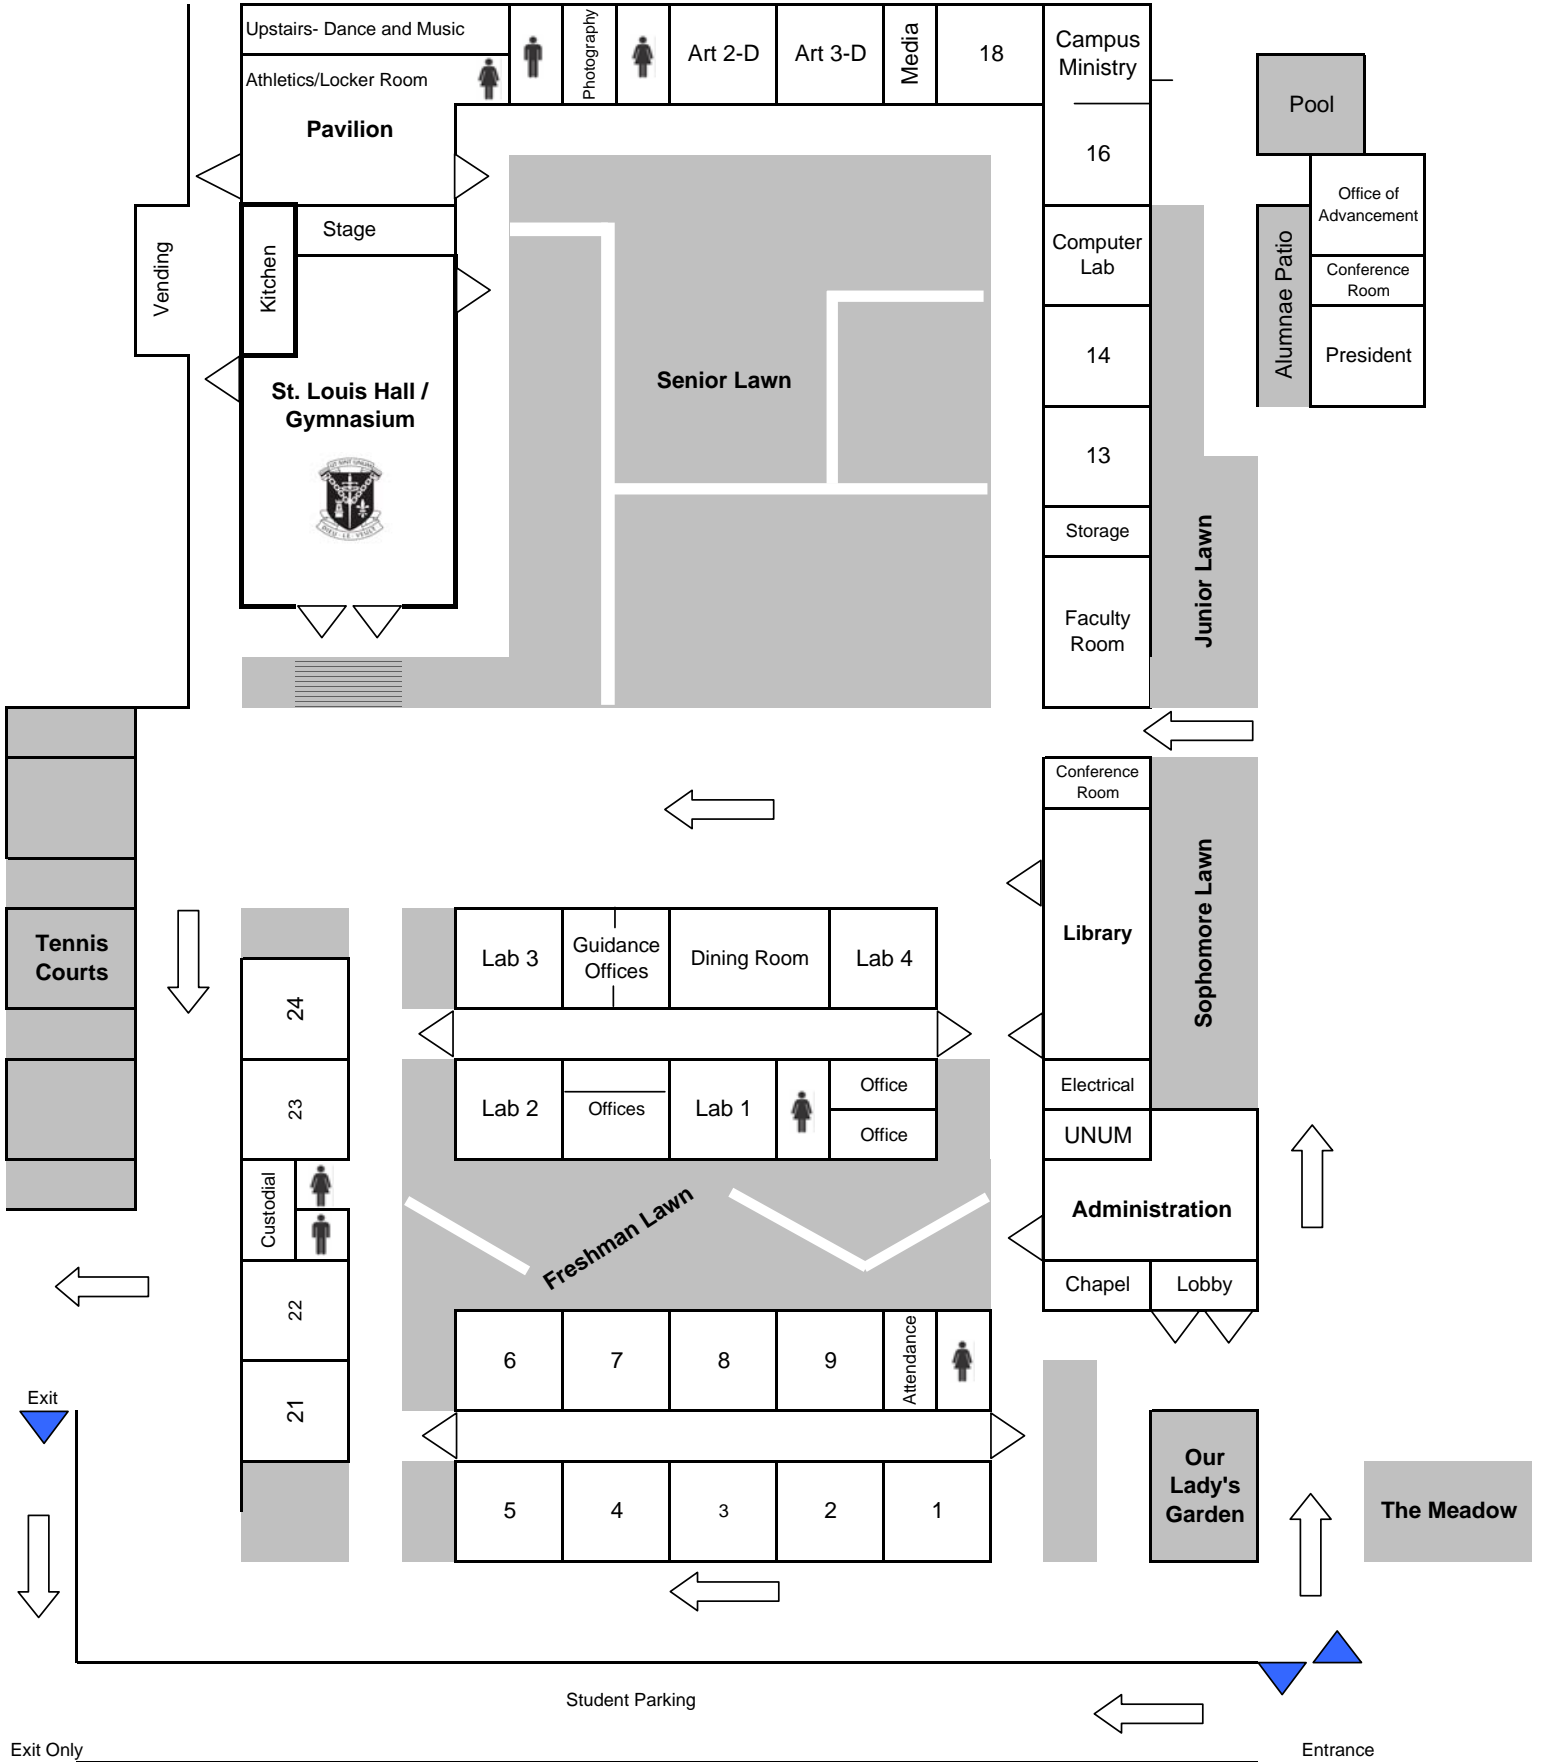 Upstairs- Dance and Music
Athletics/Locker Room
Pavilion
Photography
Art 2-D
Art 3-D
Media
18
Campus
Ministry
Pool
16
Office of
Advancement
Vending
Kitchen
Stage
Computer
Lab
Alumnae Patio
Conference
Room
14
President
Senior Lawn
St. Louis Hall /
Gymnasium
13
Storage
Junior Lawn
Faculty
Room
Conference
Room
Library
Sophomore Lawn
Tennis
Courts
Lab 3
Guidance
Offices
Dining Room
Lab 4
24
23
Lab 2
Offices
Lab 1
Office
Office
Electrical
UNUM
Custodial
Freshman Lawn
Administration
Chapel
Lobby
22
6
7
8
9
Attendance
21
Exit
5
4
3
2
1
Our
Lady's
Garden
The Meadow
Student Parking
Exit Only
Entrance